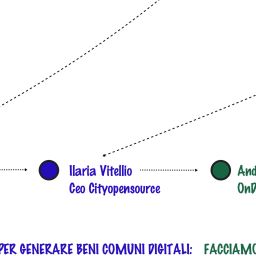 Ilaria Vitellio
Ceo Cityopensource
And
OnD
PER GENERARE BENI COMUNI DIGITALI: FACCIAMO